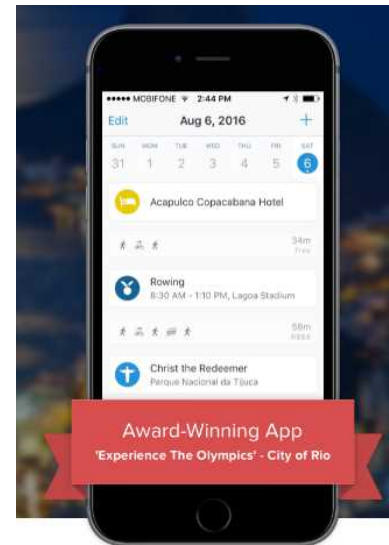 MOBIFONE 2:44 PM
Edit Aug 6, 2016 +
SUN MON TUE WED THU FRI SAT
31 1 2 3 4 5 6
Acapulco Copacabana Hotel
34m
Free
Rowing
8:30 AM - 1:10 PM, Lagoa Stadium
58m
Christ the Redeemer
Parque Nacional da Tijuca
Award-Winning App
'Experience The Olympics' - City of Rio